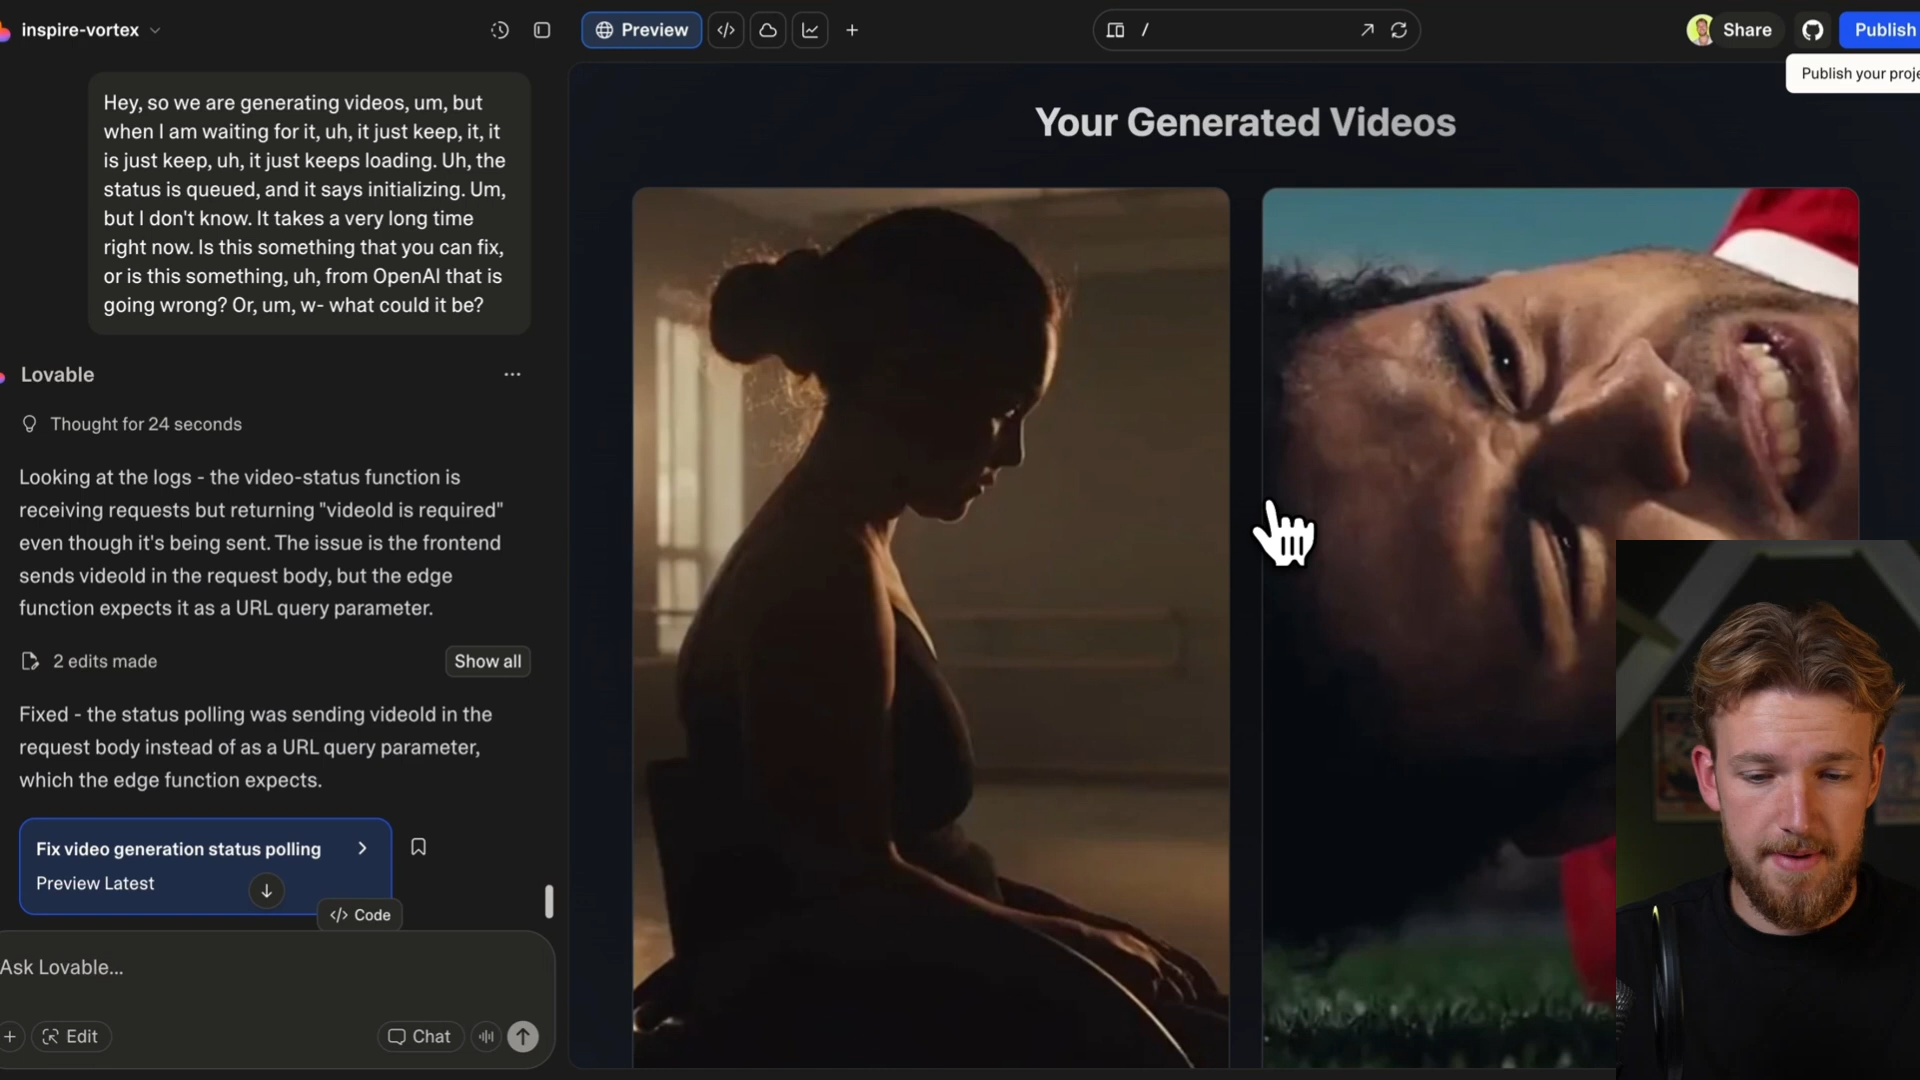 inspire-vortex
Preview
/
Share
Publish
Publish your proje
Hey, so we are generating videos, um, but
when I am waiting for it, uh, it just keep, it, it
is just keep, uh, it just keeps loading. Uh, the
status is queued, and it says initializing. Um,
but I don't know. It takes a very long time
right now. Is this something that you can fix,
or is this something, uh, from OpenAI that is
going wrong? Or, um, w- what could it be?
Lovable
Thought for 24 seconds
Looking at the logs - the video-status function is
receiving requests but returning "videoId is required"
even though it's being sent. The issue is the frontend
sends videoId in the request body, but the edge
function expects it as a URL query parameter.
2 edits made
Show all
Fixed - the status polling was sending videoId in the
request body instead of as a URL query parameter,
which the edge function expects.
Fix video generation status polling
Preview Latest
Code
Ask Lovable...
Edit
Chat
Your Generated Videos